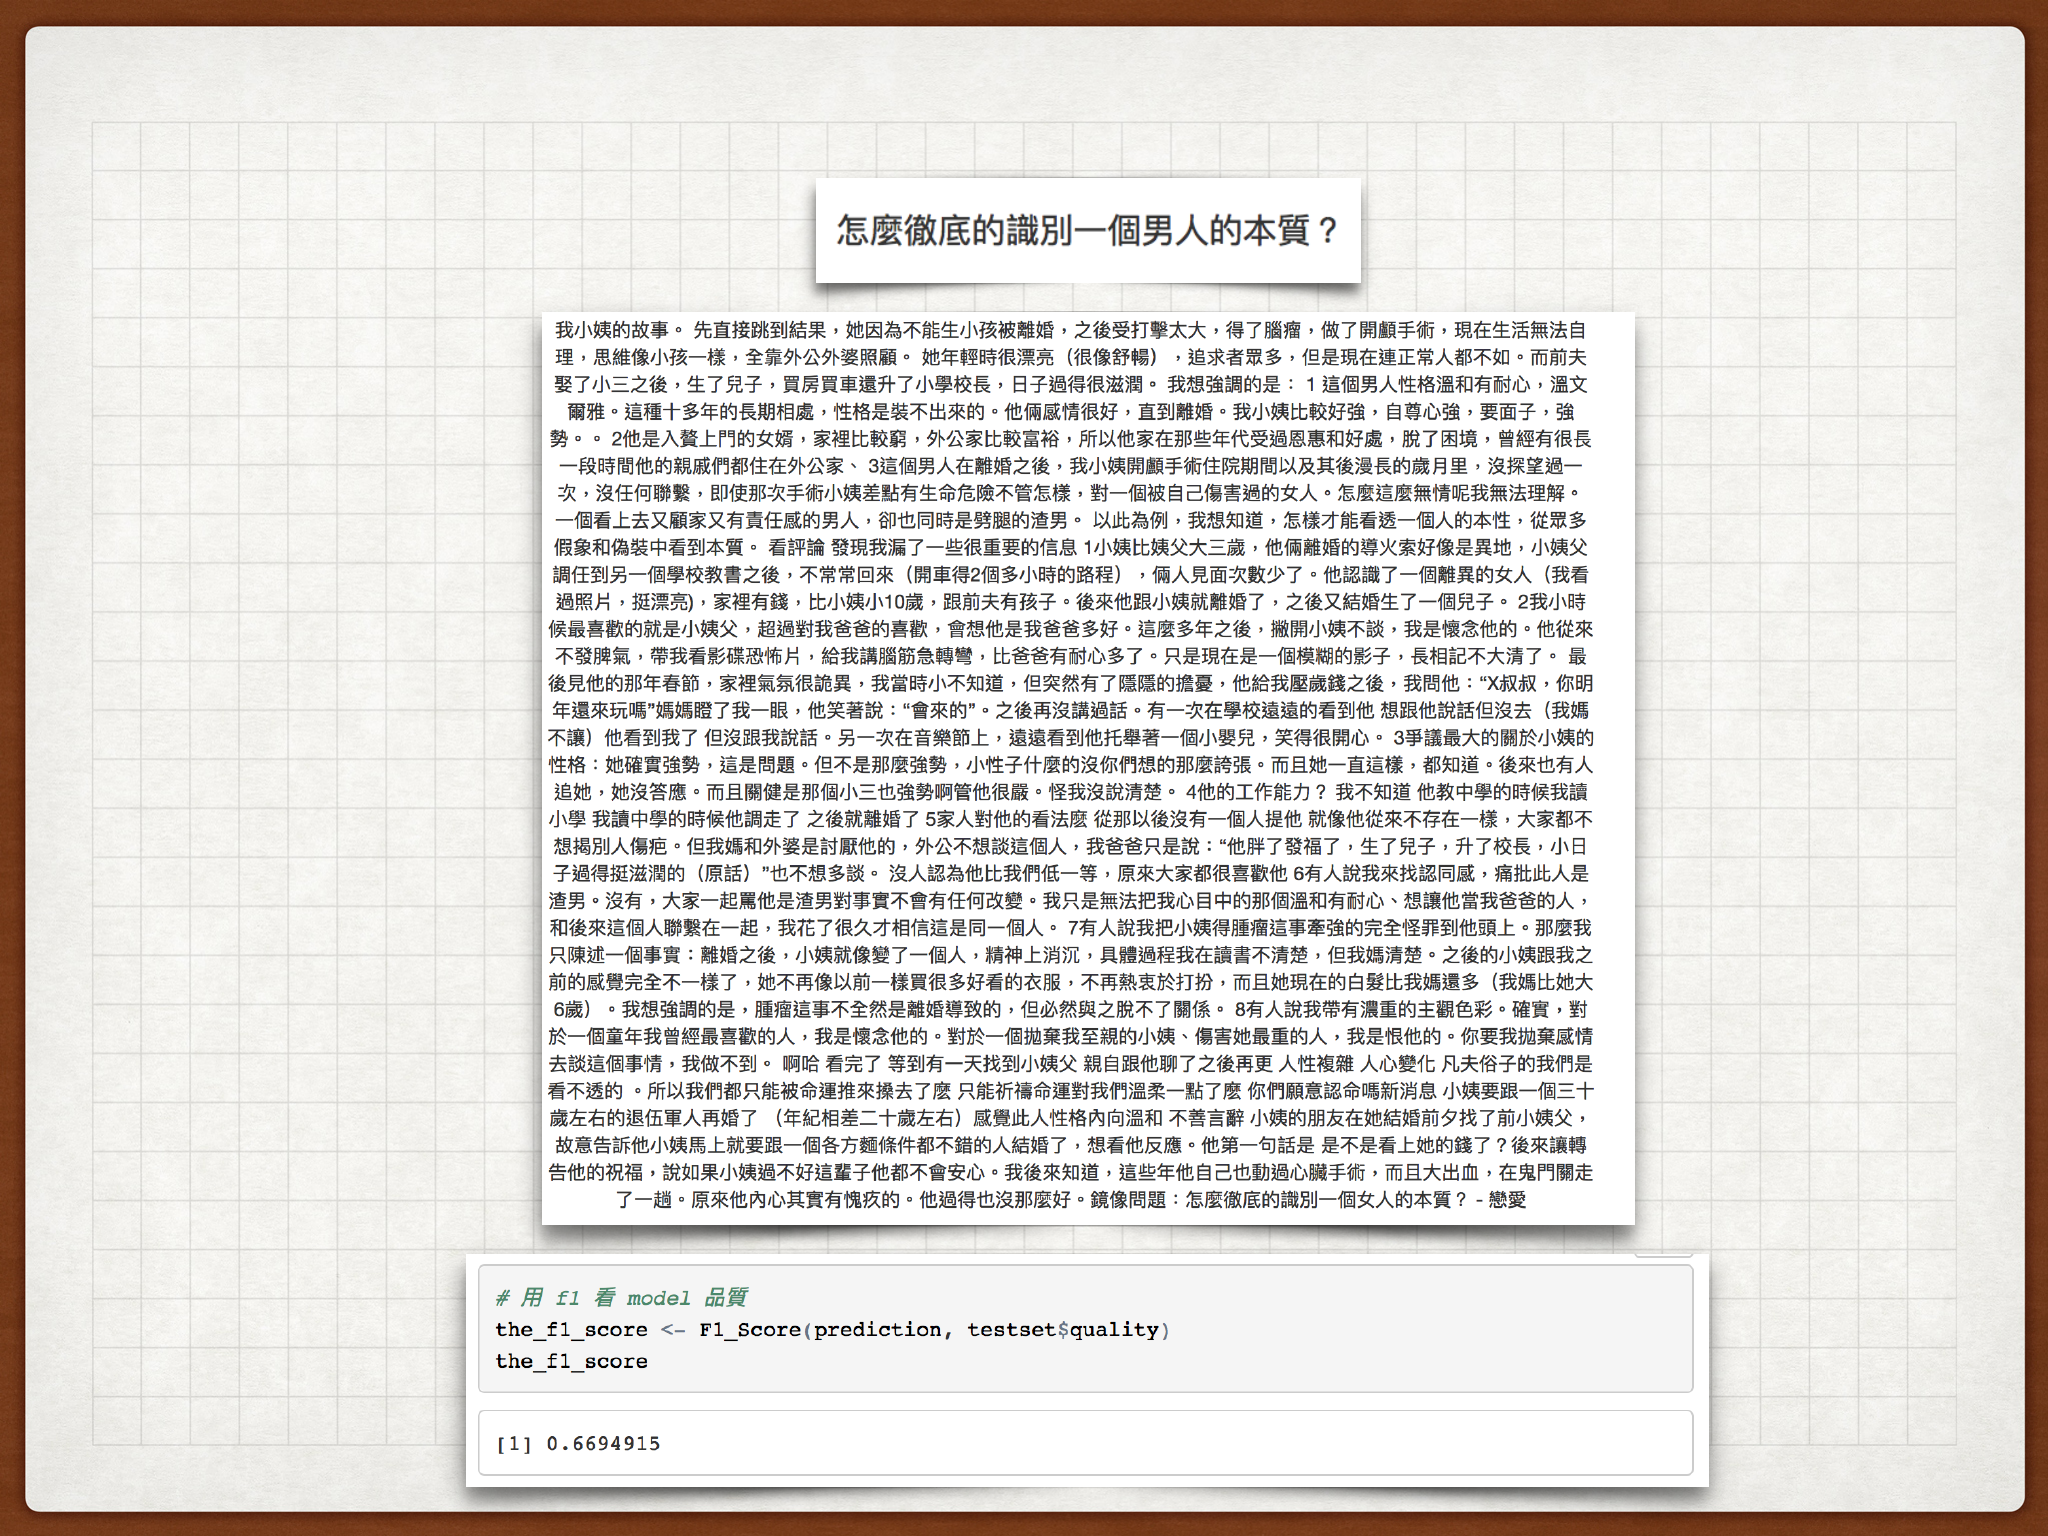 怎麼徹底的識別一個男人的本質？
我小姨的故事。 先直接跳到結果，她因為不能生小孩被離婚，之後受打擊太大，得了腦瘤，做了開顱手術，現在生活無法自
理，思維像小孩一樣，全靠外公外婆照顧。 她年輕時很漂亮（很像舒暢），追求者眾多，但是現在連正常人都不如。而前夫
娶了小三之後，生了兒子，買房買車還升了小學校長，日子過得很滋潤。 我想強調的是： 1 這個男人性格溫和有耐心，溫文
爾雅。這種十多年的長期相處，性格是裝不出來的。他倆感情很好，直到離婚。我小姨比較好強，自尊心強，要面子，強
勢。。 2他是入贅上門的女婿，家裡比較窮，外公家比較富裕，所以他家在那些年代受過恩惠和好處，脫了困境，曾經有很長
一段時間他的親戚們都住在外公家、 3這個男人在離婚之後，我小姨開顱手術住院期間以及其後漫長的歲月里，沒探望過一
次，沒任何聯繫，即使那次手術小姨差點有生命危險不管怎樣，對一個被自己傷害過的女人。怎麼這麼無情呢我無法理解。
一個看上去又顧家又有責任感的男人，卻也同時是劈腿的渣男。 以此為例，我想知道，怎樣才能看透一個人的本性，從眾多
假象和偽裝中看到本質。 看評論 發現我漏了一些很重要的信息 1小姨比姨父大三歲，他倆離婚的導火索好像是異地，小姨父
調任到另一個學校教書之後，不常常回來（開車得2個多小時的路程），倆人見面次數少了。他認識了一個離異的女人（我看
過照片，挺漂亮)，家裡有錢，比小姨小10歲，跟前夫有孩子。後來他跟小姨就離婚了，之後又結婚生了一個兒子。 2我小時
候最喜歡的就是小姨父，超過對我爸爸的喜歡，會想他是我爸爸多好。這麼多年之後，撇開小姨不談，我是懷念他的。他從來
不發脾氣，帶我看影碟恐怖片，給我講腦筋急轉彎，比爸爸有耐心多了。只是現在是一個模糊的影子，長相記不大清了。 最
後見他的那年春節，家裡氣氛很詭異，我當時小不知道，但突然有了隱隱的擔憂，他給我壓歲錢之後，我問他：“X叔叔，你明
年還來玩嗎”媽媽瞪了我一眼，他笑著說：“會來的”。之後再沒講過話。有一次在學校遠遠的看到他 想跟他說話但沒去（我媽
不讓）他看到我了 但沒跟我說話。另一次在音樂節上，遠遠看到他托舉著一個小嬰兒，笑得很開心。 3爭議最大的關於小姨的
性格：她確實強勢，這是問題。但不是那麼強勢，小性子什麼的沒你們想的那麼誇張。而且她一直這樣，都知道。後來也有人
追她，她沒答應。而且關健是那個小三也強勢啊管他很嚴。怪我沒說清楚。 4他的工作能力？ 我不知道 他教中學的時候我讀
小學 我讀中學的時候他調走了 之後就離婚了 5家人對他的看法麼 從那以後沒有一個人提他 就像他從來不存在一樣，大家都不
想揭別人傷疤。但我媽和外婆是討厭他的，外公不想談這個人，我爸爸只是說：“他胖了發福了，生了兒子，升了校長，小日
子過得挺滋潤的（原話）”也不想多談。 沒人認為他比我們低一等，原來大家都很喜歡他 6有人說我來找認同感，痛批此人是
渣男。沒有，大家一起罵他是渣男對事實不會有任何改變。我只是無法把我心目中的那個溫和有耐心、想讓他當我爸爸的人，
和後來這個人聯繫在一起，我花了很久才相信這是同一個人。 7有人說我把小姨得腫瘤這事牽強的完全怪罪到他頭上。那麼我
只陳述一個事實：離婚之後，小姨就像變了一個人，精神上消沉，具體過程我在讀書不清楚，但我媽清楚。之後的小姨跟我之
前的感覺完全不一樣了，她不再像以前一樣買很多好看的衣服，不再熱衷於打扮，而且她現在的白髮比我媽還多（我媽比她大
6歲）。我想強調的是，腫瘤這事不全然是離婚導致的，但必然與之脫不了關係。 8有人說我帶有濃重的主觀色彩。確實，對
於一個童年我曾經最喜歡的人，我是懷念他的。對於一個拋棄我至親的小姨、傷害她最重的人，我是恨他的。你要我拋棄感情
去談這個事情，我做不到。 啊哈 看完了 等到有一天找到小姨父 親自跟他聊了之後再更 人性複雜 人心變化 凡夫俗子的我們是
看不透的 。所以我們都只能被命運推來搡去了麼 只能祈禱命運對我們溫柔一點了麼 你們願意認命嗎新消息 小姨要跟一個三十
歲左右的退伍軍人再婚了 （年紀相差二十歲左右）感覺此人性格內向溫和 不善言辭 小姨的朋友在她結婚前夕找了前小姨父，
故意告訴他小姨馬上就要跟一個各方麵條件都不錯的人結婚了，想看他反應。他第一句話是 是不是看上她的錢了？後來讓轉
告他的祝福，說如果小姨過不好這輩子他都不會安心。我後來知道，這些年他自己也動過心臟手術，而且大出血，在鬼門關走
了一趟。原來他內心其實有愧疚的。他過得也沒那麼好。鏡像問題：怎麼徹底的識別一個女人的本質？ - 戀愛
# 用 f1 看 model 品質
the_f1_score <- F1_Score(prediction, testset$quality)
the_f1_score
[1] 0.6694915